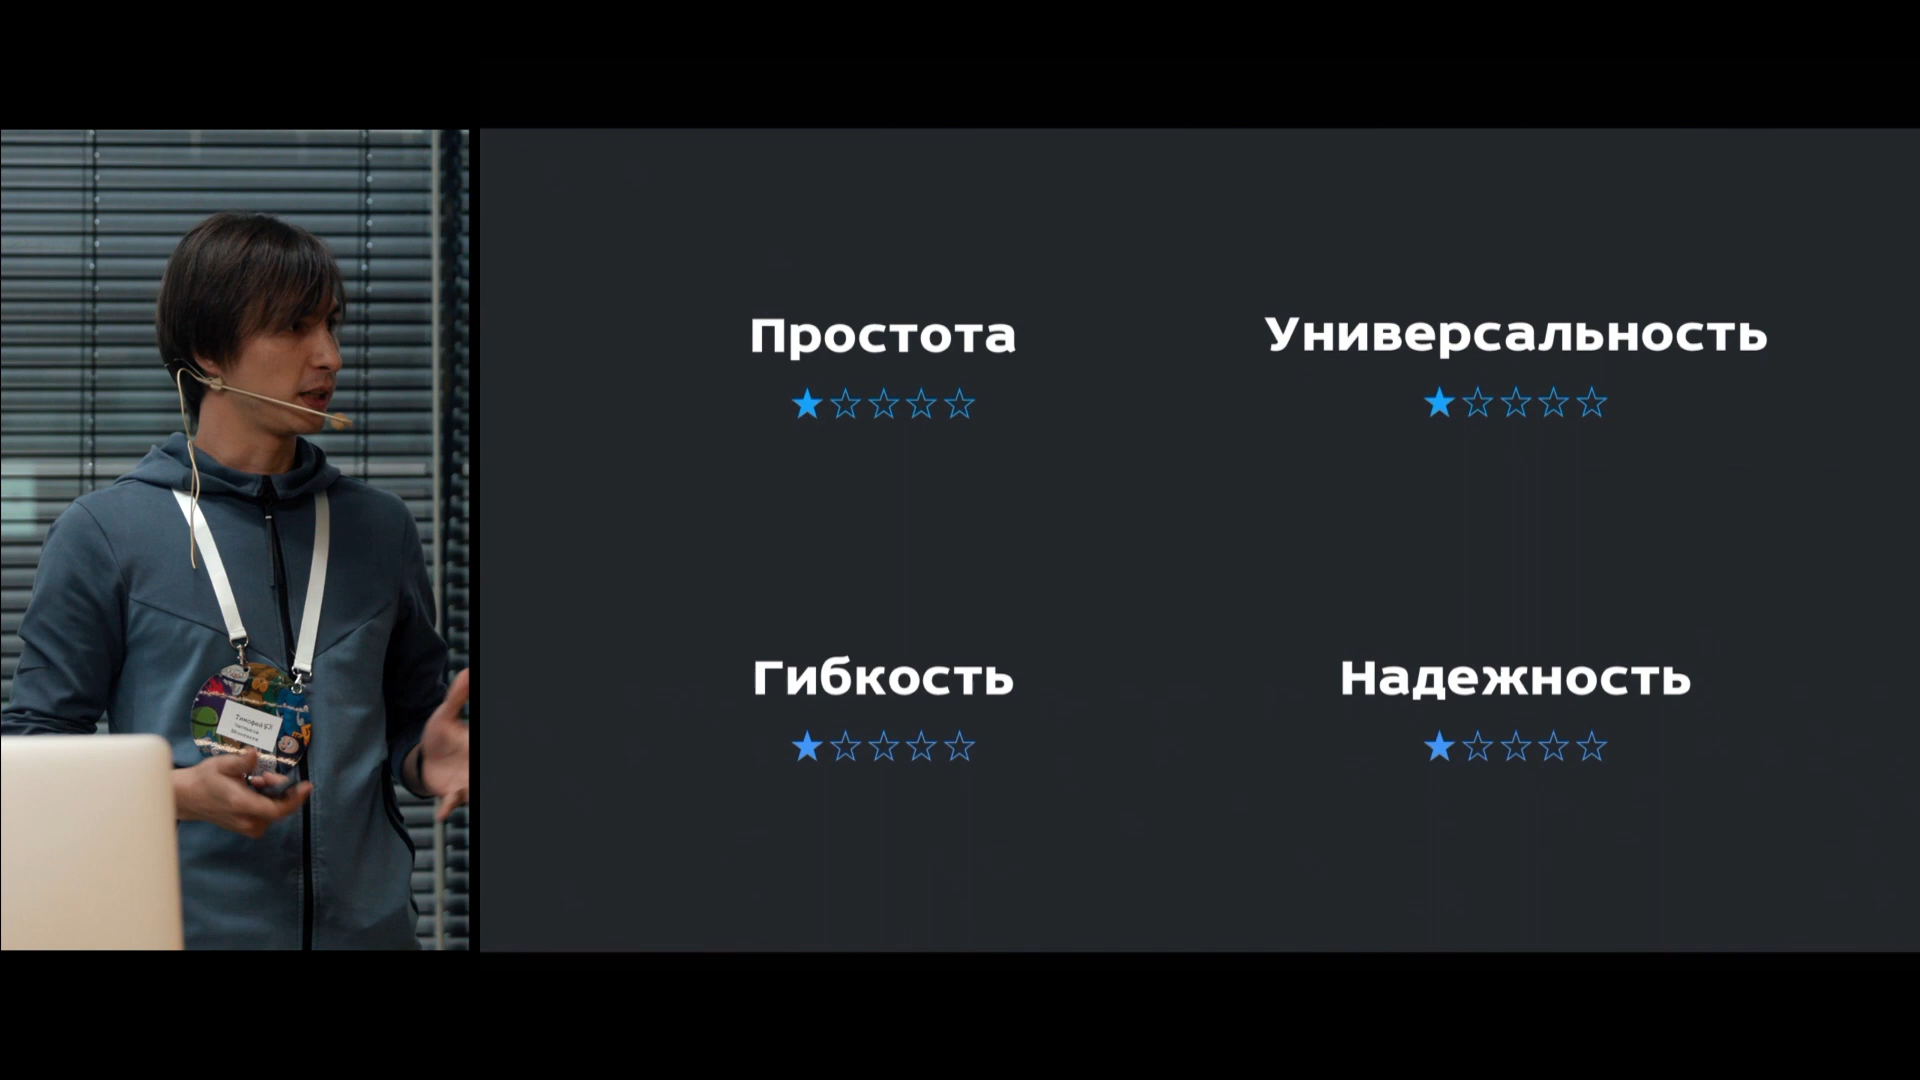 Простота
Универсальность
★☆☆☆☆
★☆☆☆☆
Гибкость
Надежность
★☆☆☆☆
★☆☆☆☆